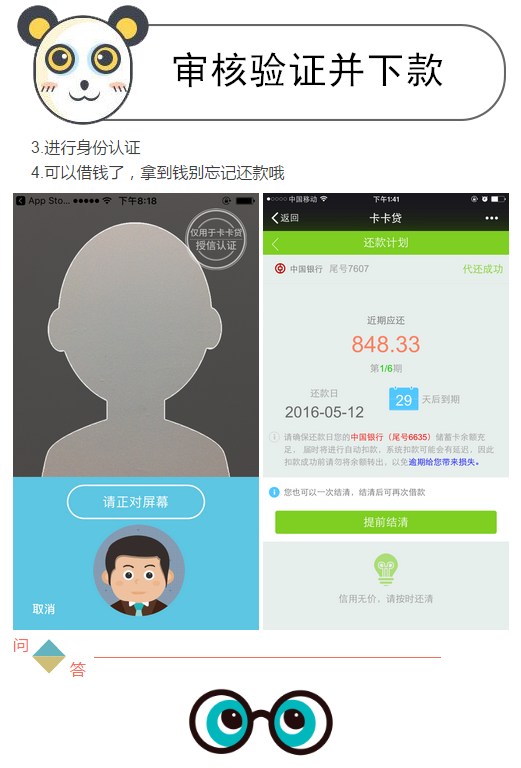 审核验证并下款
3.进行身份认证
4.可以借钱了，拿到钱别忘记还款哦
App Sto... 下午8:18
仅用于卡卡贷
授信认证
请正对屏幕
取消
中国移动 下午1:41
返回 卡卡贷
还款计划
中国银行 尾号7607 代还成功
近期应还
848.33
第1/6期
还款日
2016-05-12
29 天后到期
请确保还款日您的中国银行（尾号6635）储蓄卡余额充
足，届时将进行自动扣款。系统扣款可能会有延迟，因此
扣款成功前请勿将余额转出，以免逾期给您带来损失。
您也可以一次结清，结清后可再次借款
提前结清
信用无价，请按时还清
问
答